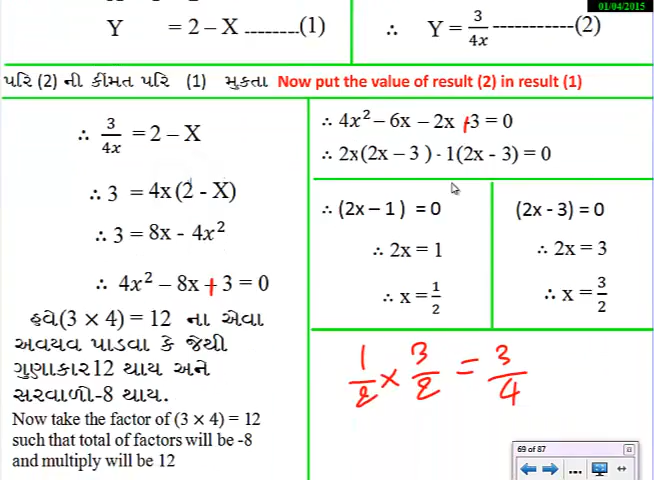 01/04/2015
Y = 2 – X ........(1)
∴ Y = 3/4x ------------(2)
પરિ (2) ની કીંમત પરિ (1) મુકતા Now put the value of result (2) in result (1)
∴ 3/4x = 2 – X
∴ 3 = 4x (2 - X)
∴ 3 = 8x - 4x²
∴ 4x² – 8x + 3 = 0
હવે (3 × 4) = 12 ના એવા
અવયવ પાડવા કે જેથી
ગુણાકાર 12 થાય અને
સરવાળો -8 થાય.
Now take the factor of (3 × 4) = 12
such that total of factors will be -8
and multiply will be 12
∴ 4x² – 6x – 2x +3 = 0
∴ 2x(2x – 3 ) - 1(2x - 3) = 0
∴ (2x – 1 ) = 0
∴ 2x = 1
∴ x = 1/2
(2x - 3) = 0
∴ 2x = 3
∴ x = 3/2
1/2 × 3/2 = 3/4
69 of 87